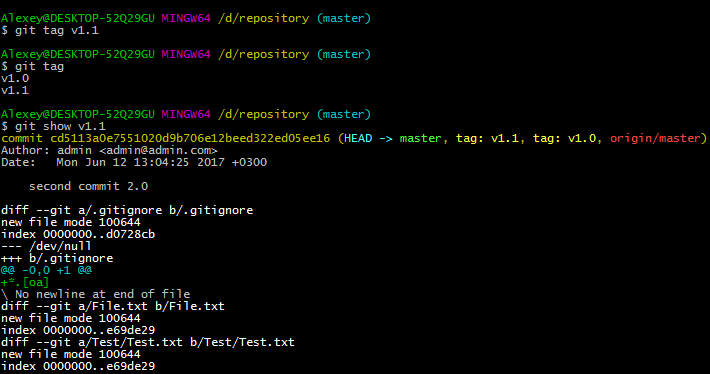 Alexey@DESKTOP-52Q29GU MINGW64 /d/repository (master)
$ git tag v1.1
Alexey@DESKTOP-52Q29GU MINGW64 /d/repository (master)
$ git tag
v1.0
v1.1
Alexey@DESKTOP-52Q29GU MINGW64 /d/repository (master)
$ git show v1.1
commit cd5113a0e7551020d9b706e12beed322ed05ee16 (HEAD -> master, tag: v1.1, tag: v1.0, origin/master)
Author: admin <admin@admin.com>
Date:   Mon Jun 12 13:04:25 2017 +0300
    second commit 2.0
diff --git a/.gitignore b/.gitignore
new file mode 100644
index 0000000..d0728cb
--- /dev/null
+++ b/.gitignore
@@ -0,0 +1 @@
+*.[oa]
\ No newline at end of file
diff --git a/File.txt b/File.txt
new file mode 100644
index 0000000..e69de29
diff --git a/Test/Test.txt b/Test/Test.txt
new file mode 100644
index 0000000..e69de29